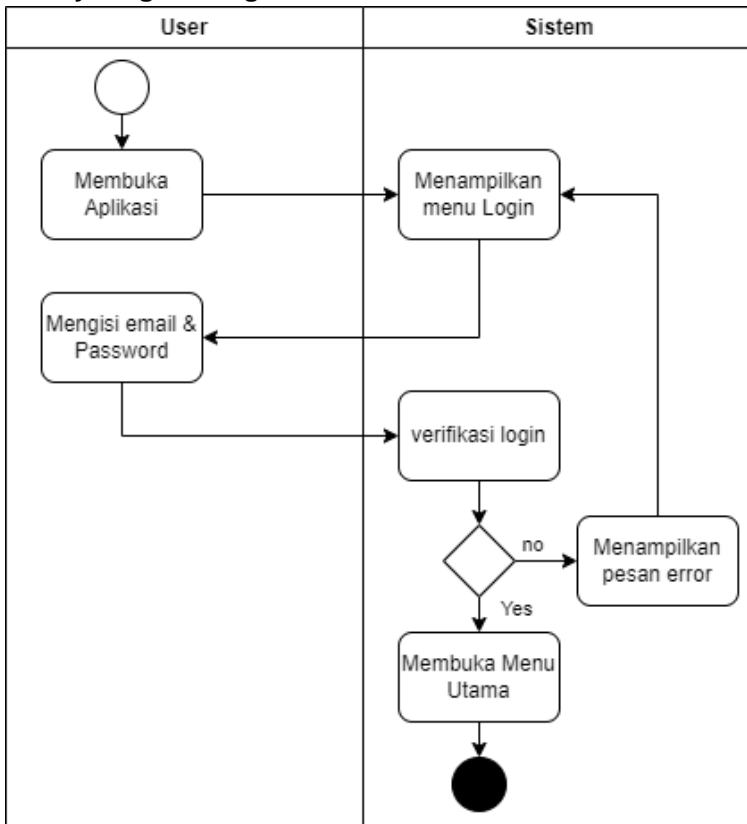 User
Sistem
Membuka
Aplikasi
Menampilkan
menu Login
Mengisi email &
Password
verifikasi login
no
Menampilkan
pesan error
Yes
Membuka Menu
Utama